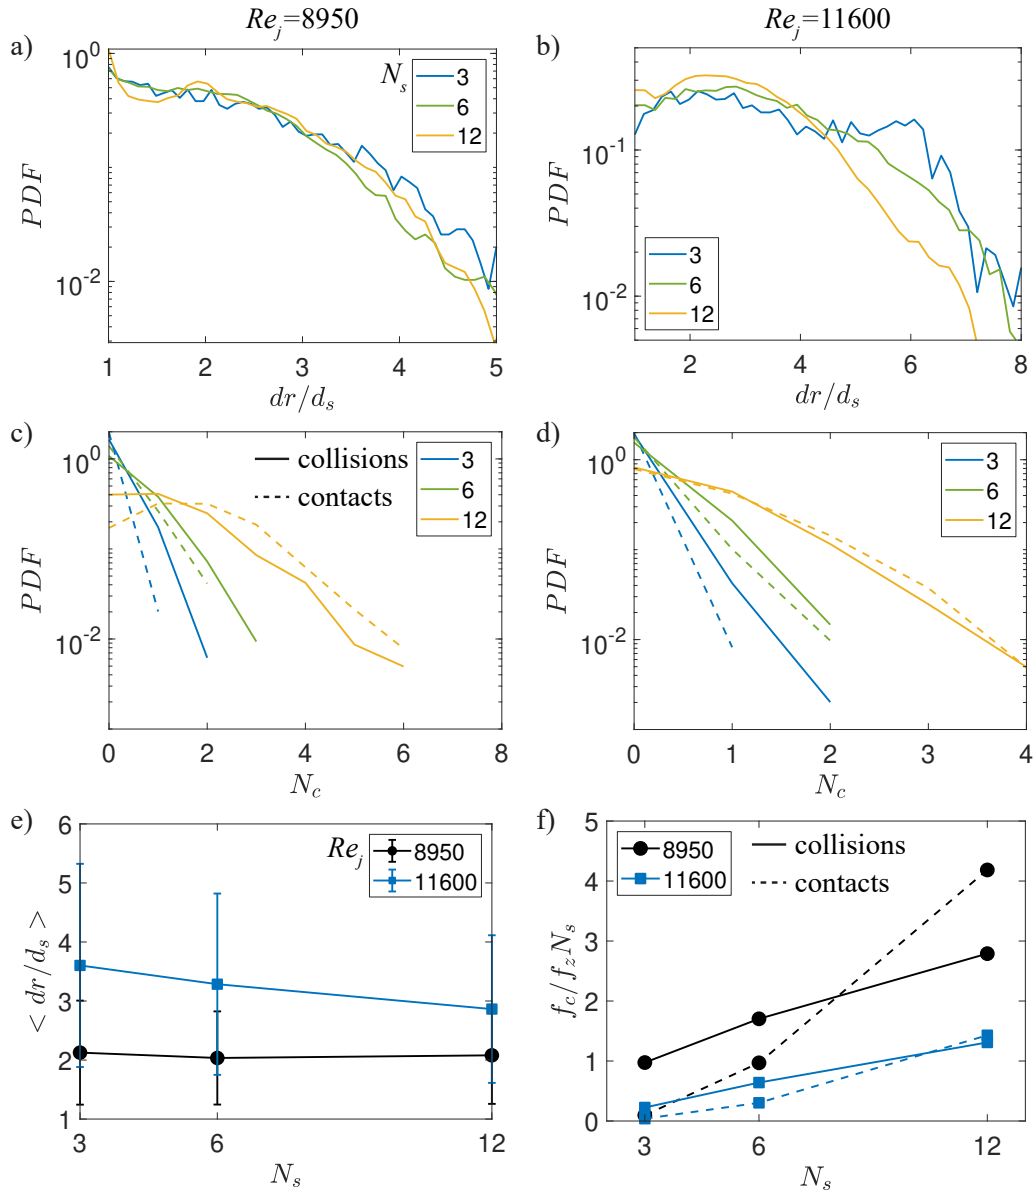 Re_j=8950
Re_j=11600
a)
b)
10^0
10^-2
PDF
N_s
3
6
12
1
2
3
4
5
dr/d_s
10^-1
10^-2
PDF
3
6
12
2
4
6
8
dr/d_s
c)
d)
10^0
10^-2
PDF
collisions
contacts
3
6
12
0
2
4
6
8
N_c
10^0
10^-2
PDF
3
6
12
0
1
2
3
4
N_c
e)
f)
6
5
4
3
2
1
< dr/d_s >
Re_j
8950
11600
3
6
12
N_s
5
4
3
2
1
0
f_c/f_zN_s
8950
11600
collisions
contacts
3
6
12
N_s